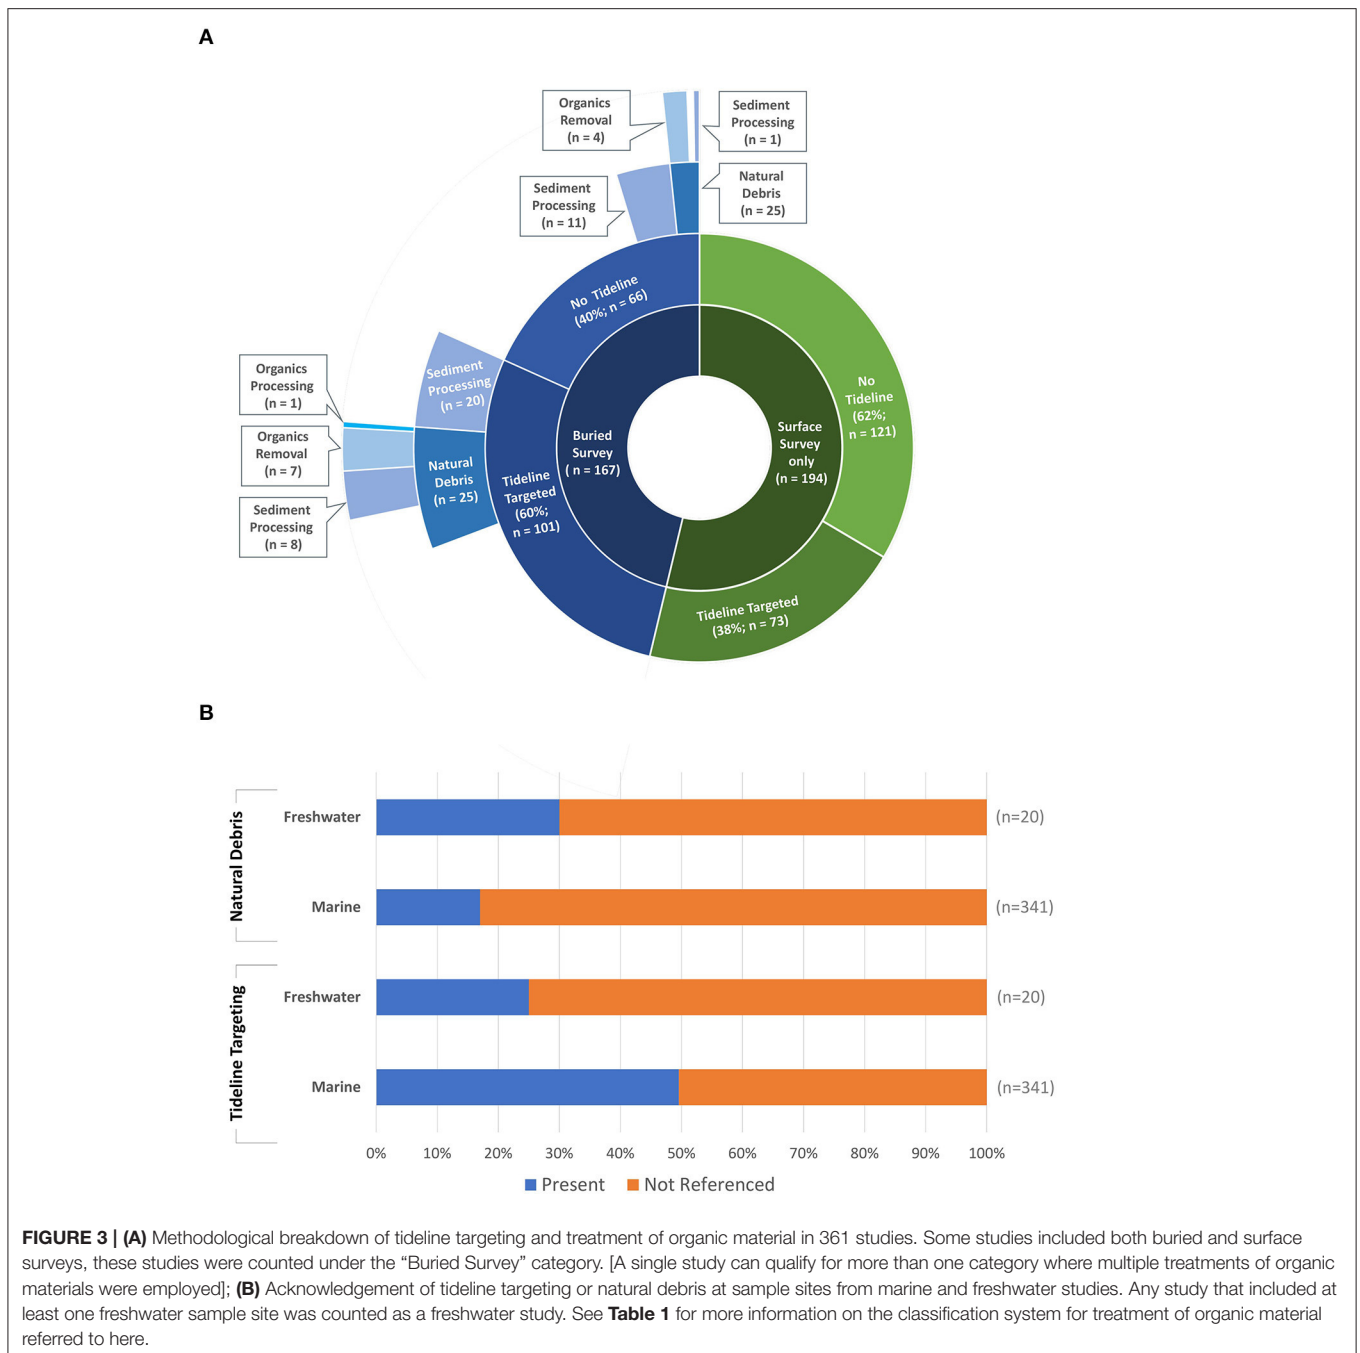 A
Organics
Removal
(n = 4)
Sediment
Processing
(n = 1)
Sediment
Processing
(n = 11)
Natural
Debris
(n = 25)
No Tideline
(40%; n = 66)
Organics
Processing
(n = 1)
Organics
Removal
(n = 7)
Sediment
Processing
(n = 8)
Sediment
Processing
(n = 20)
Natural
Debris
(n = 25)
Tideline
Targeted
(60%;
n = 101)
Buried
Survey
( n = 167)
Surface
Survey
only
(n = 194)
No
Tideline
(62%;
n = 121)
Tideline Targeted
(38%; n = 73)
B
Natural Debris
Freshwater
(n=20)
Marine
(n=341)
Tideline Targeting
Freshwater
(n=20)
Marine
(n=341)
0% 10% 20% 30% 40% 50% 60% 70% 80% 90% 100%
Present Not Referenced
FIGURE 3 | (A) Methodological breakdown of tideline targeting and treatment of organic material in 361 studies. Some studies included both buried and surface
surveys, these studies were counted under the “Buried Survey” category. [A single study can qualify for more than one category where multiple treatments of organic
materials were employed]; (B) Acknowledgement of tideline targeting or natural debris at sample sites from marine and freshwater studies. Any study that included at
least one freshwater sample site was counted as a freshwater study. See Table 1 for more information on the classification system for treatment of organic material
referred to here.